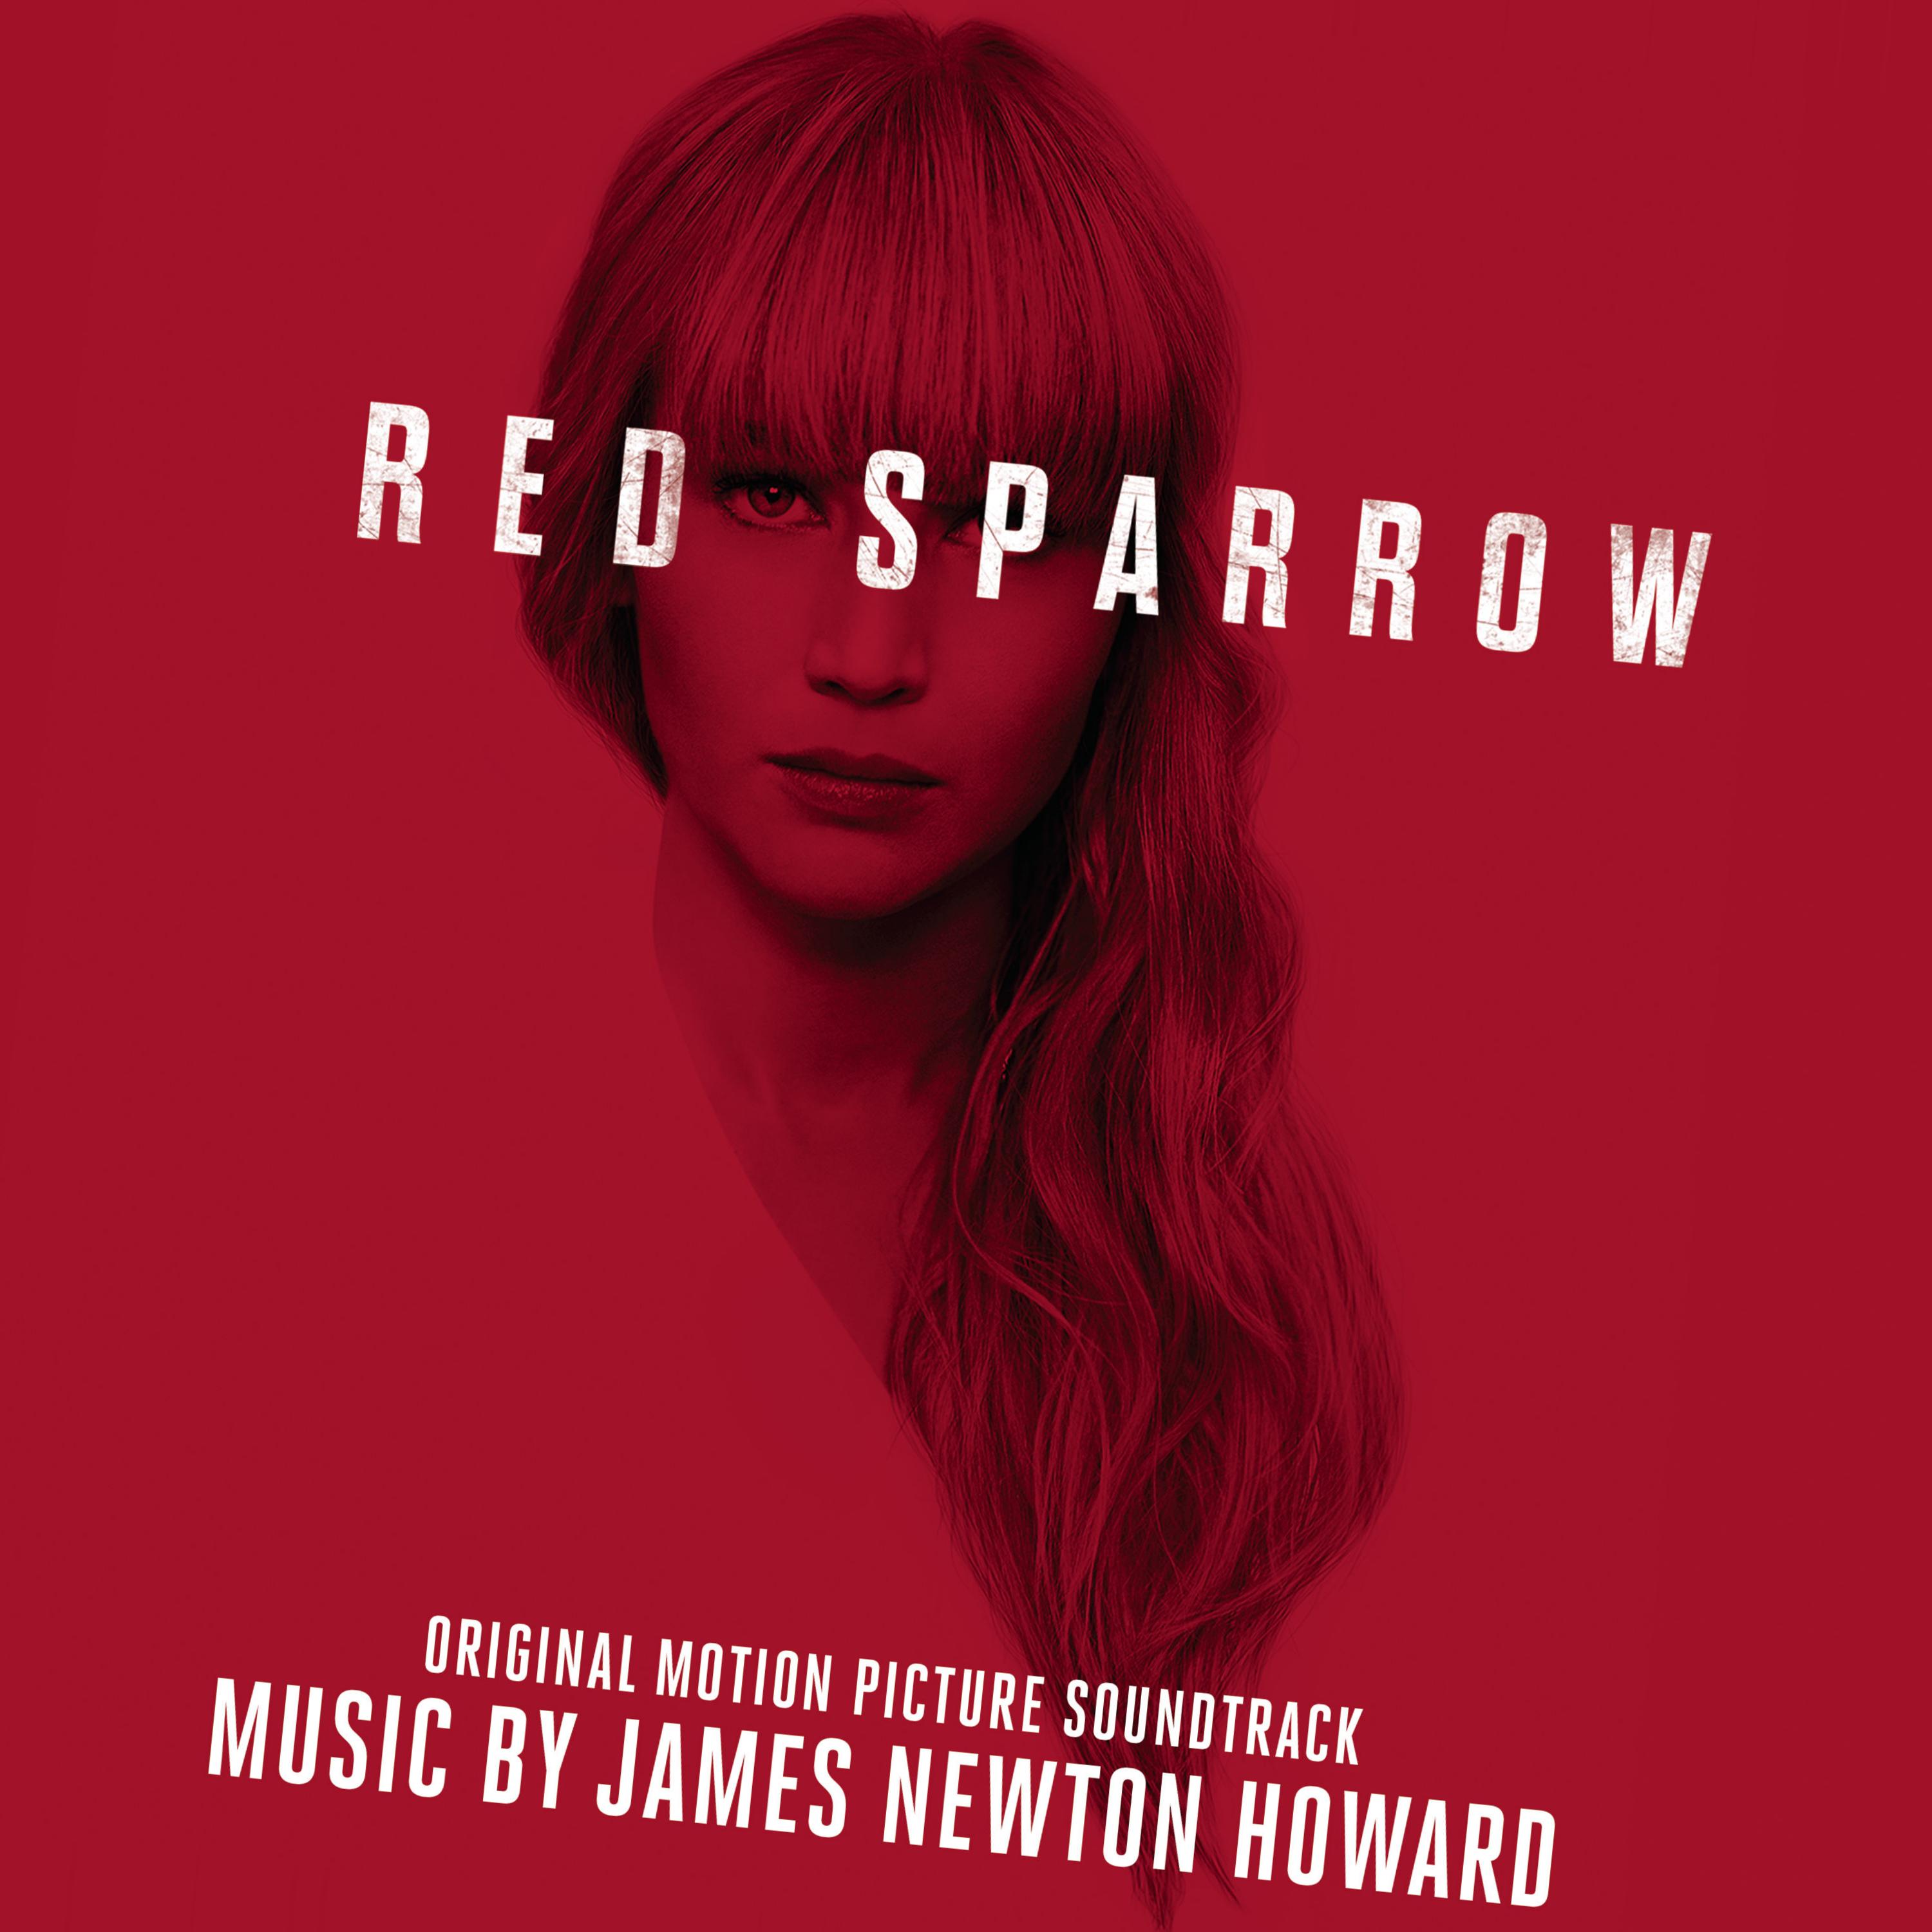 RED SPARROW
ORIGINAL MOTION PICTURE SOUNDTRACK
MUSIC BY JAMES NEWTON HOWARD